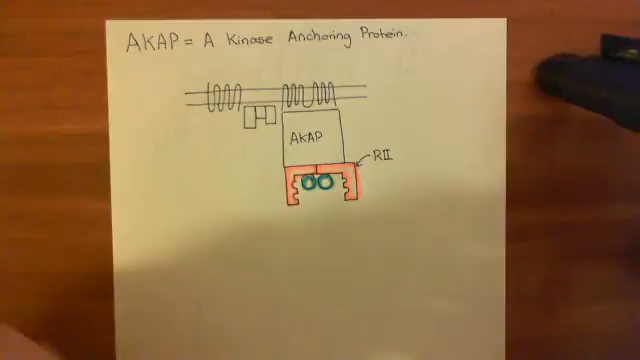 AKAP = A Kinase Anchoring Protein.
AKAP
RII